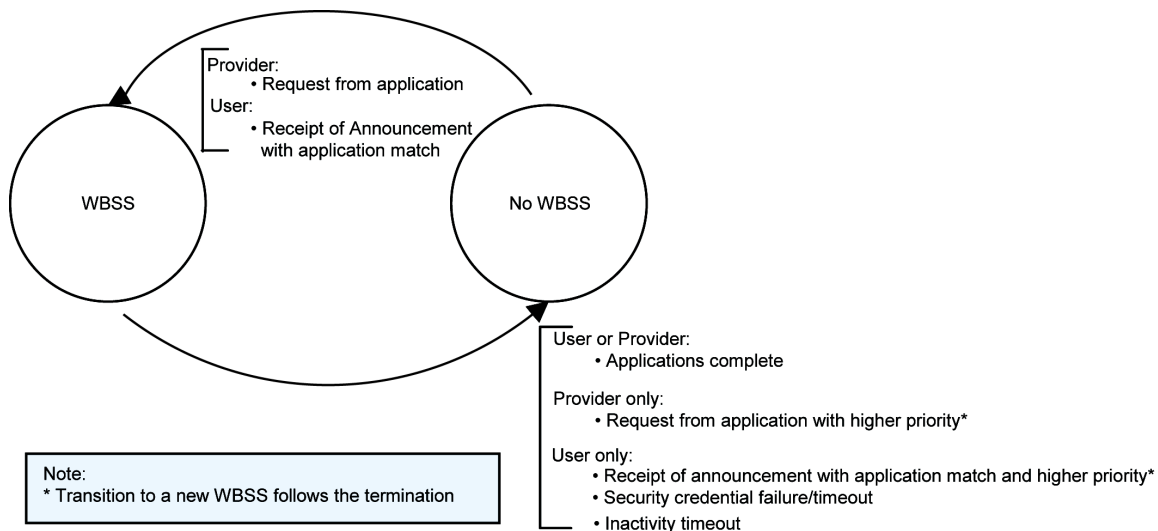 Provider:
• Request from application
User:
• Receipt of Announcement
with application match
WBSS
No WBSS
User or Provider:
• Applications complete
Provider only:
• Request from application with higher priority*
User only:
• Receipt of announcement with application match and higher priority*
• Security credential failure/timeout
• Inactivity timeout
Note:
* Transition to a new WBSS follows the termination